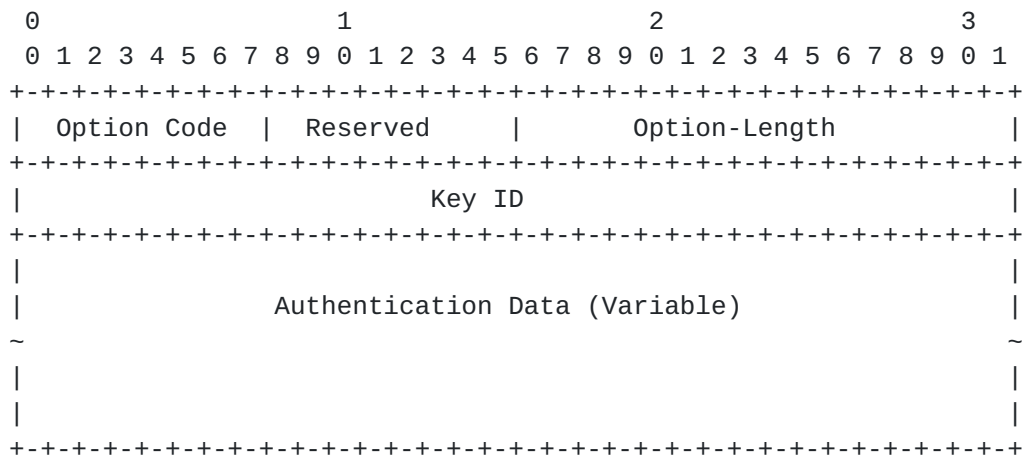 0                   1                   2                   3
 0 1 2 3 4 5 6 7 8 9 0 1 2 3 4 5 6 7 8 9 0 1 2 3 4 5 6 7 8 9 0 1
+-+-+-+-+-+-+-+-+-+-+-+-+-+-+-+-+-+-+-+-+-+-+-+-+-+-+-+-+-+-+-+-+
|  Option Code  |  Reserved     |       Option-Length           |
+-+-+-+-+-+-+-+-+-+-+-+-+-+-+-+-+-+-+-+-+-+-+-+-+-+-+-+-+-+-+-+-+
|                          Key ID                               |
+-+-+-+-+-+-+-+-+-+-+-+-+-+-+-+-+-+-+-+-+-+-+-+-+-+-+-+-+-+-+-+-+
|                                                               |
|                Authentication Data (Variable)                 |
~                                                               ~
|                                                               |
|                                                               |
+-+-+-+-+-+-+-+-+-+-+-+-+-+-+-+-+-+-+-+-+-+-+-+-+-+-+-+-+-+-+-+-+